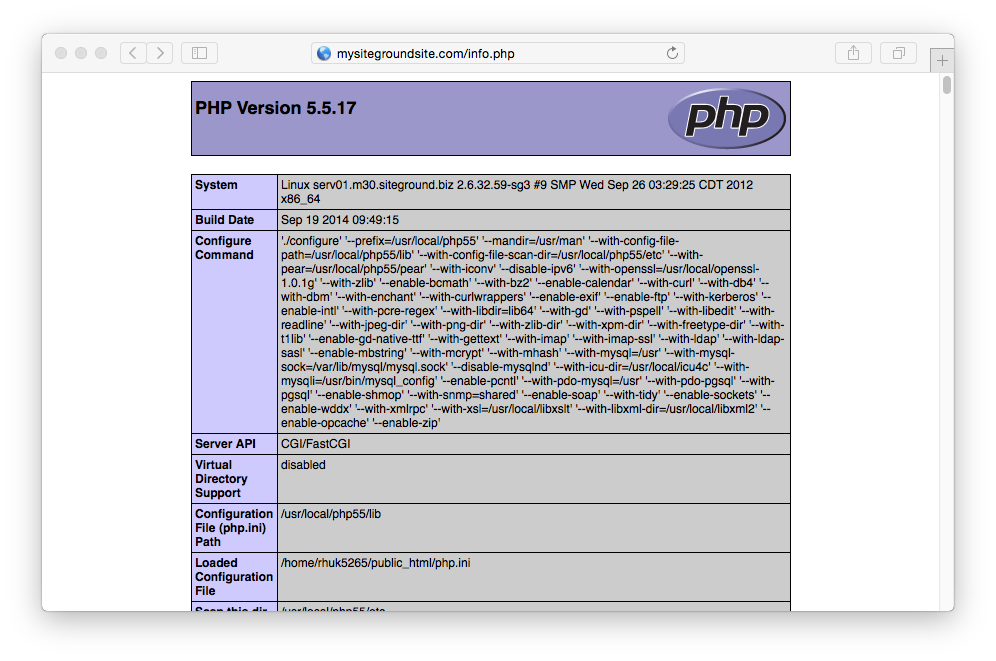 mysitegroundsite.com/info.php
PHP Version 5.5.17
php
System
Linux serv01.m30.siteground.biz 2.6.32.59-sg3 #9 SMP Wed Sep 26 03:29:25 CDT 2012
x86_64
Build Date
Sep 19 2014 09:49:15
Configure
Command
'./configure' '--prefix=/usr/local/php55' '--mandir=/usr/man' '--with-config-file-
path=/usr/local/php55/lib' '--with-config-file-scan-dir=/usr/local/php55/etc' '--with-
pear=/usr/local/php55/pear' '--with-iconv' '--disable-ipv6' '--with-openssl=/usr/local/openssl-
1.0.1g' '--with-zlib' '--enable-bcmath' '--with-bz2' '--enable-calendar' '--with-curl' '--with-db4' '--
with-dbm' '--with-enchant' '--with-curlwrappers' '--enable-exif' '--enable-ftp' '--with-kerberos' '--
enable-intl' '--with-pcre-regex' '--with-libdir=lib64' '--with-gd' '--with-pspell' '--with-libedit' '--with-
readline' '--with-jpeg-dir' '--with-png-dir' '--with-zlib-dir' '--with-xpm-dir' '--with-freetype-dir' '--with-
t1lib' '--enable-gd-native-ttf' '--with-gettext' '--with-imap' '--with-imap-ssl' '--with-ldap' '--with-ldap-
sasl' '--enable-mbstring' '--with-mcrypt' '--with-mhash' '--with-mysql=/usr' '--with-mysql-
sock=/var/lib/mysql/mysql.sock' '--disable-mysqlnd' '--with-icu-dir=/usr/local/icu4c' '--with-
mysqli=/usr/bin/mysql_config' '--enable-pcntl' '--with-pdo-mysql=/usr' '--with-pdo-pgsql' '--with-
pgsql' '--enable-shmop' '--with-snmp=shared' '--enable-soap' '--with-tidy' '--enable-sockets' '--
enable-wddx' '--with-xmlrpc' '--with-xsl=/usr/local/libxslt' '--with-libxml-dir=/usr/local/libxml2' '--
enable-opcache' '--enable-zip'
Server API
CGI/FastCGI
Virtual
Directory
Support
disabled
Configuration
File (php.ini)
Path
/usr/local/php55/lib
Loaded
Configuration
File
/home/rhuk5265/public_html/php.ini
Scan this dir
/usr/local/php55/etc